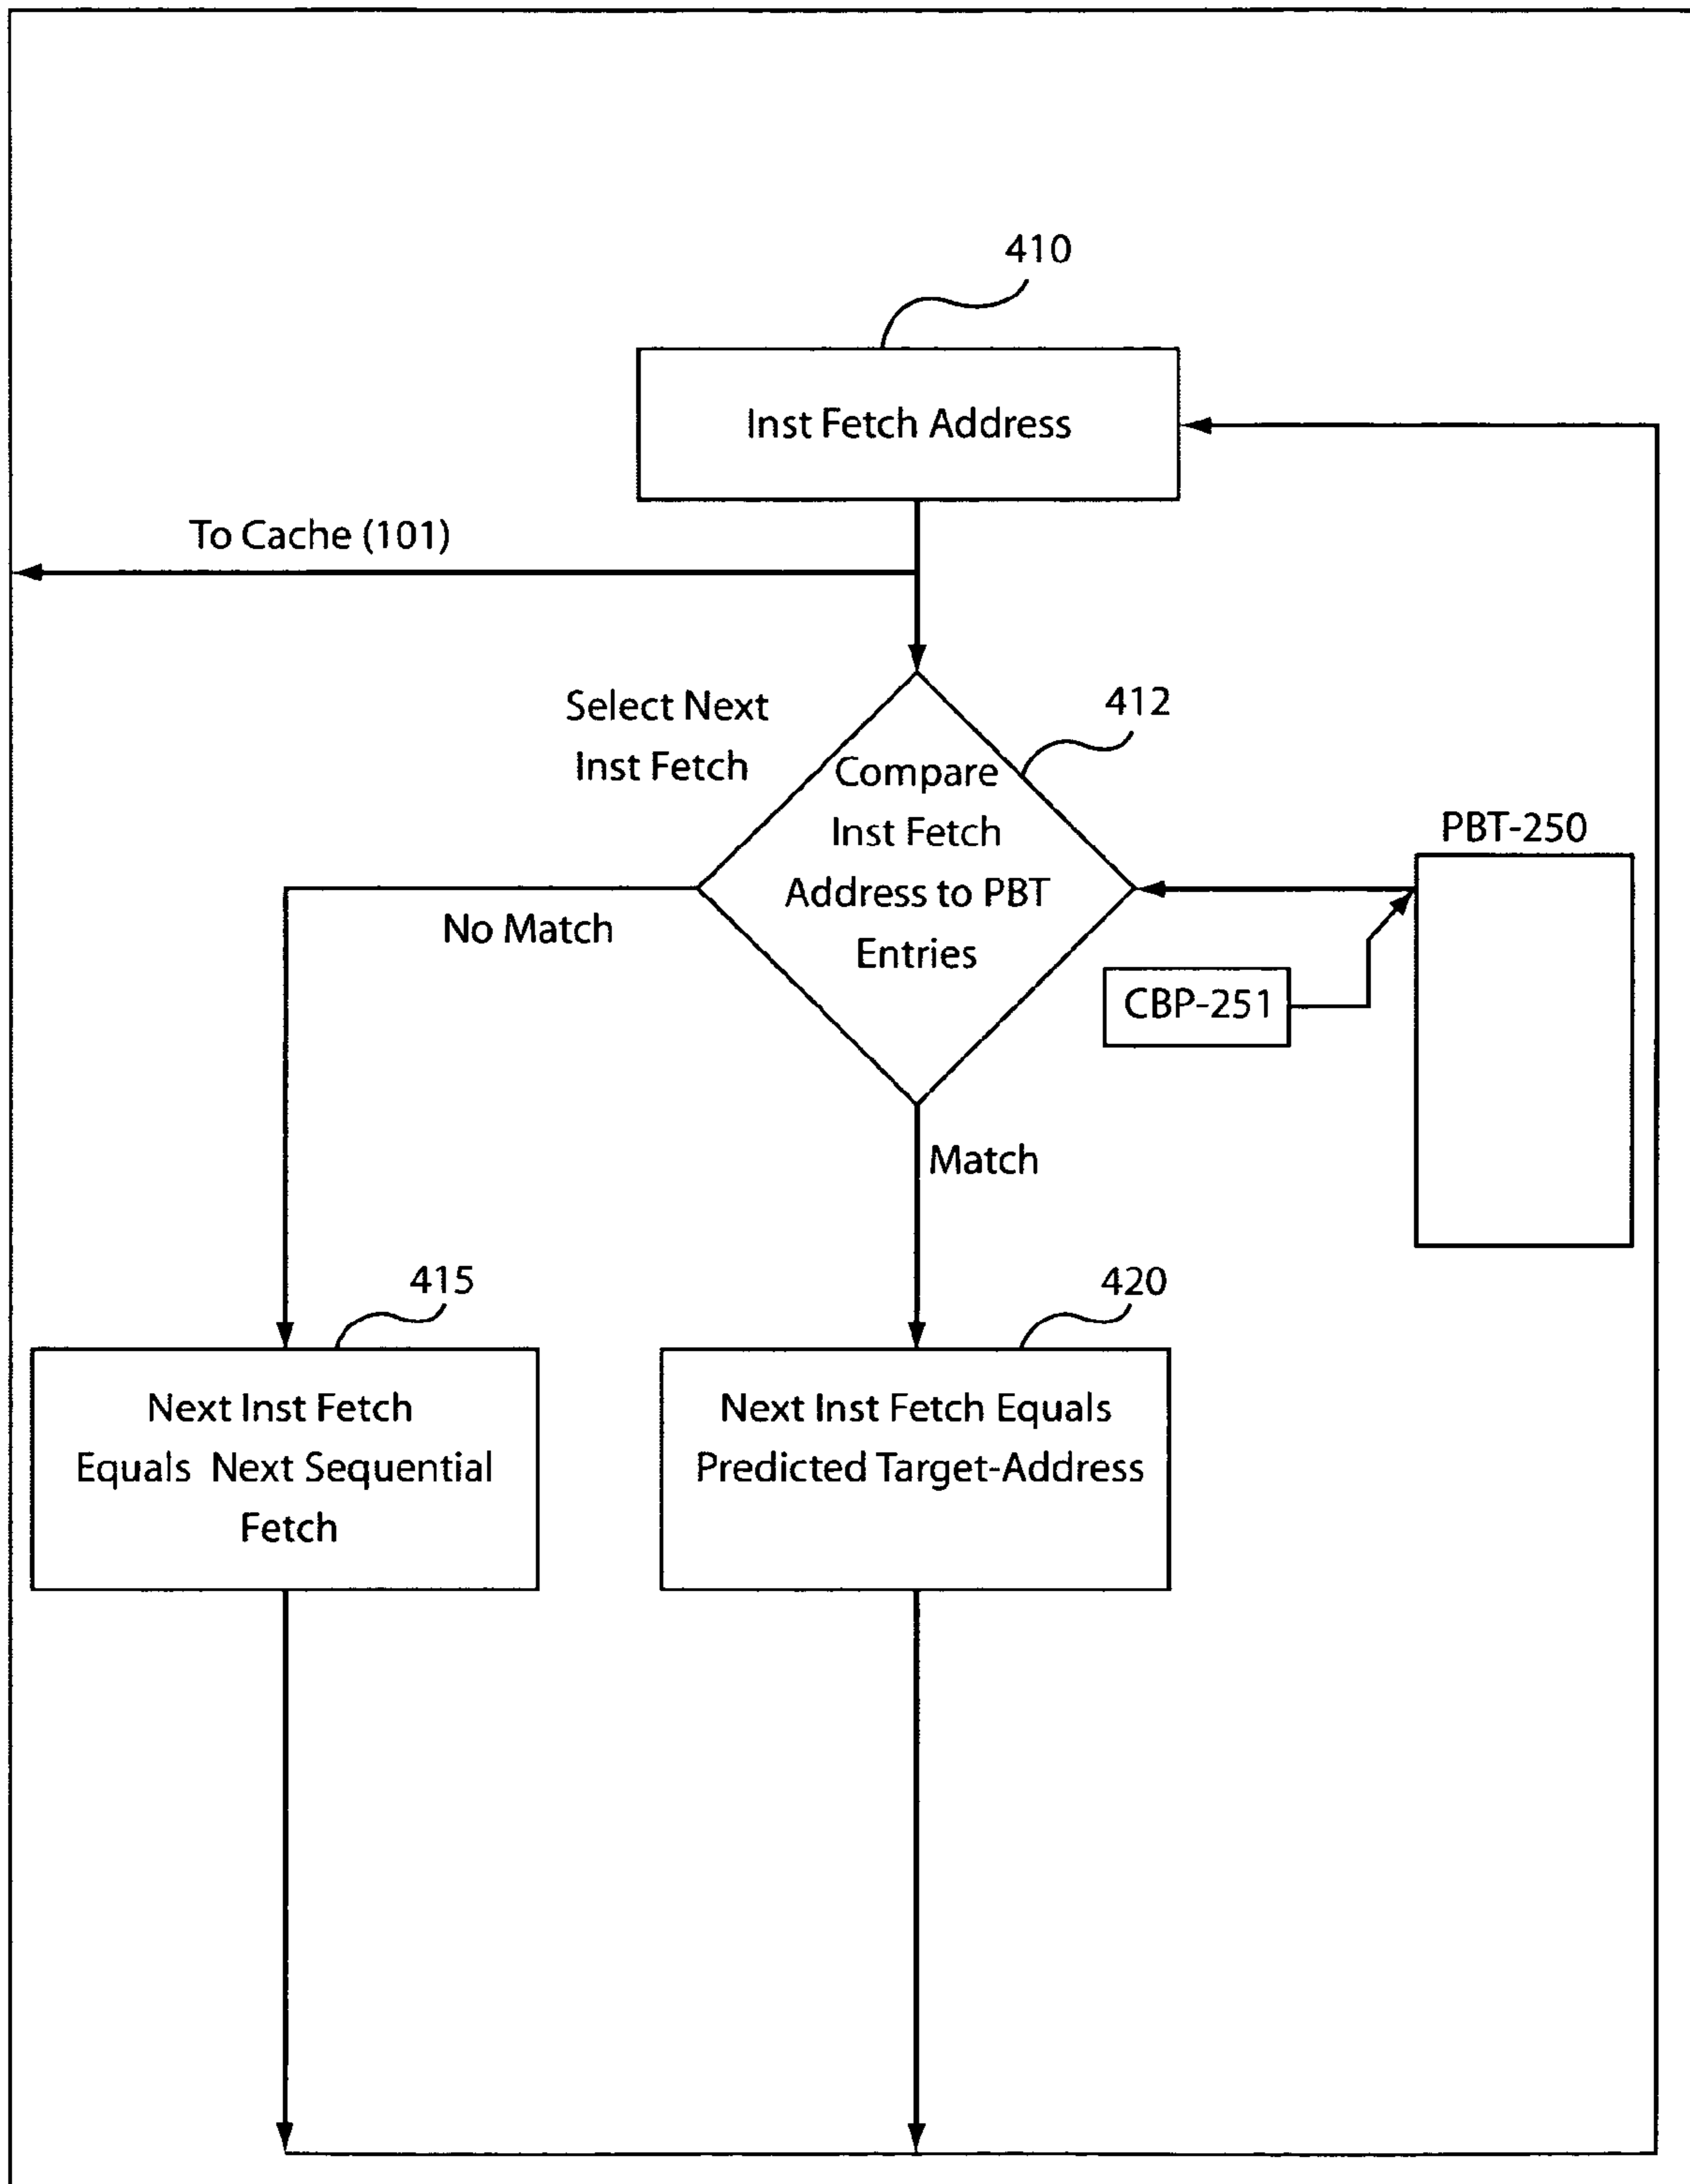 410
Inst Fetch Address
To Cache (101)
Select Next
Inst Fetch
412
Compare
Inst Fetch
Address to PBT
Entries
PBT-250
No Match
CBP-251
Match
415
420
Next Inst Fetch
Equals Next Sequential
Fetch
Next Inst Fetch Equals
Predicted Target-Address